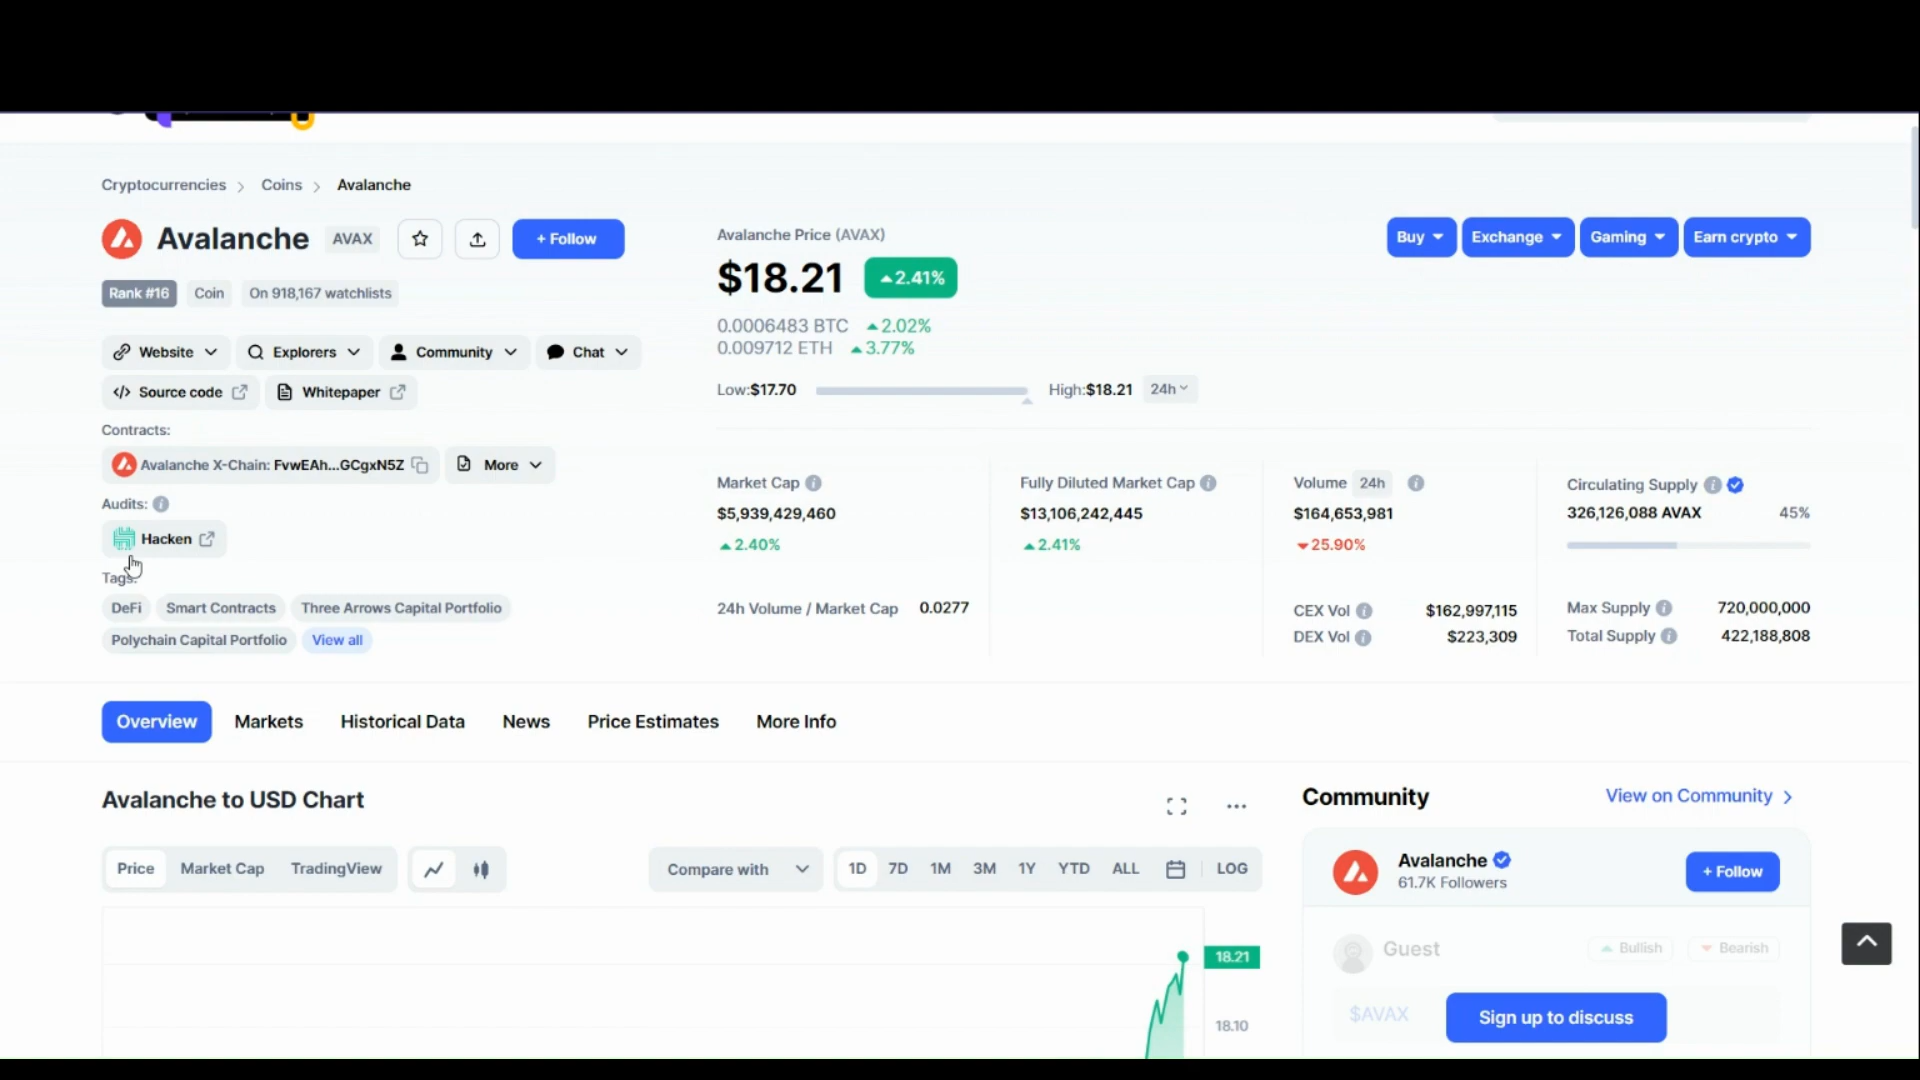 Cryptocurrencies > Coins > Avalanche
Avalanche AVAX + Follow
Rank #16 Coin On 918,167 watchlists
Website Explorers Community Chat
Source code Whitepaper
Contracts:
Avalanche X-Chain: FvwEAh...GCgxN5Z More
Audits:
Hacken
Tags:
DeFi Smart Contracts Three Arrows Capital Portfolio
Polychain Capital Portfolio View all
Avalanche Price (AVAX)
$18.21 2.41%
0.0006483 BTC 2.02%
0.009712 ETH 3.77%
Low:$17.70 High:$18.21 24h
Buy Exchange Gaming Earn crypto
Market Cap
$5,939,429,460
2.40%
24h Volume / Market Cap 0.0277
Fully Diluted Market Cap
$13,106,242,445
2.41%
Volume 24h
$164,653,981
25.90%
CEX Vol $162,997,115
DEX Vol $223,309
Circulating Supply
326,126,088 AVAX 45%
Max Supply 720,000,000
Total Supply 422,188,808
Overview Markets Historical Data News Price Estimates More Info
Avalanche to USD Chart
Price Market Cap TradingView Compare with 1D 7D 1M 3M 1Y YTD ALL LOG
18.21
18.10
Community View on Community >
Avalanche
61.7K Followers
+ Follow
Guest Bullish Bearish
$AVAX
Sign up to discuss